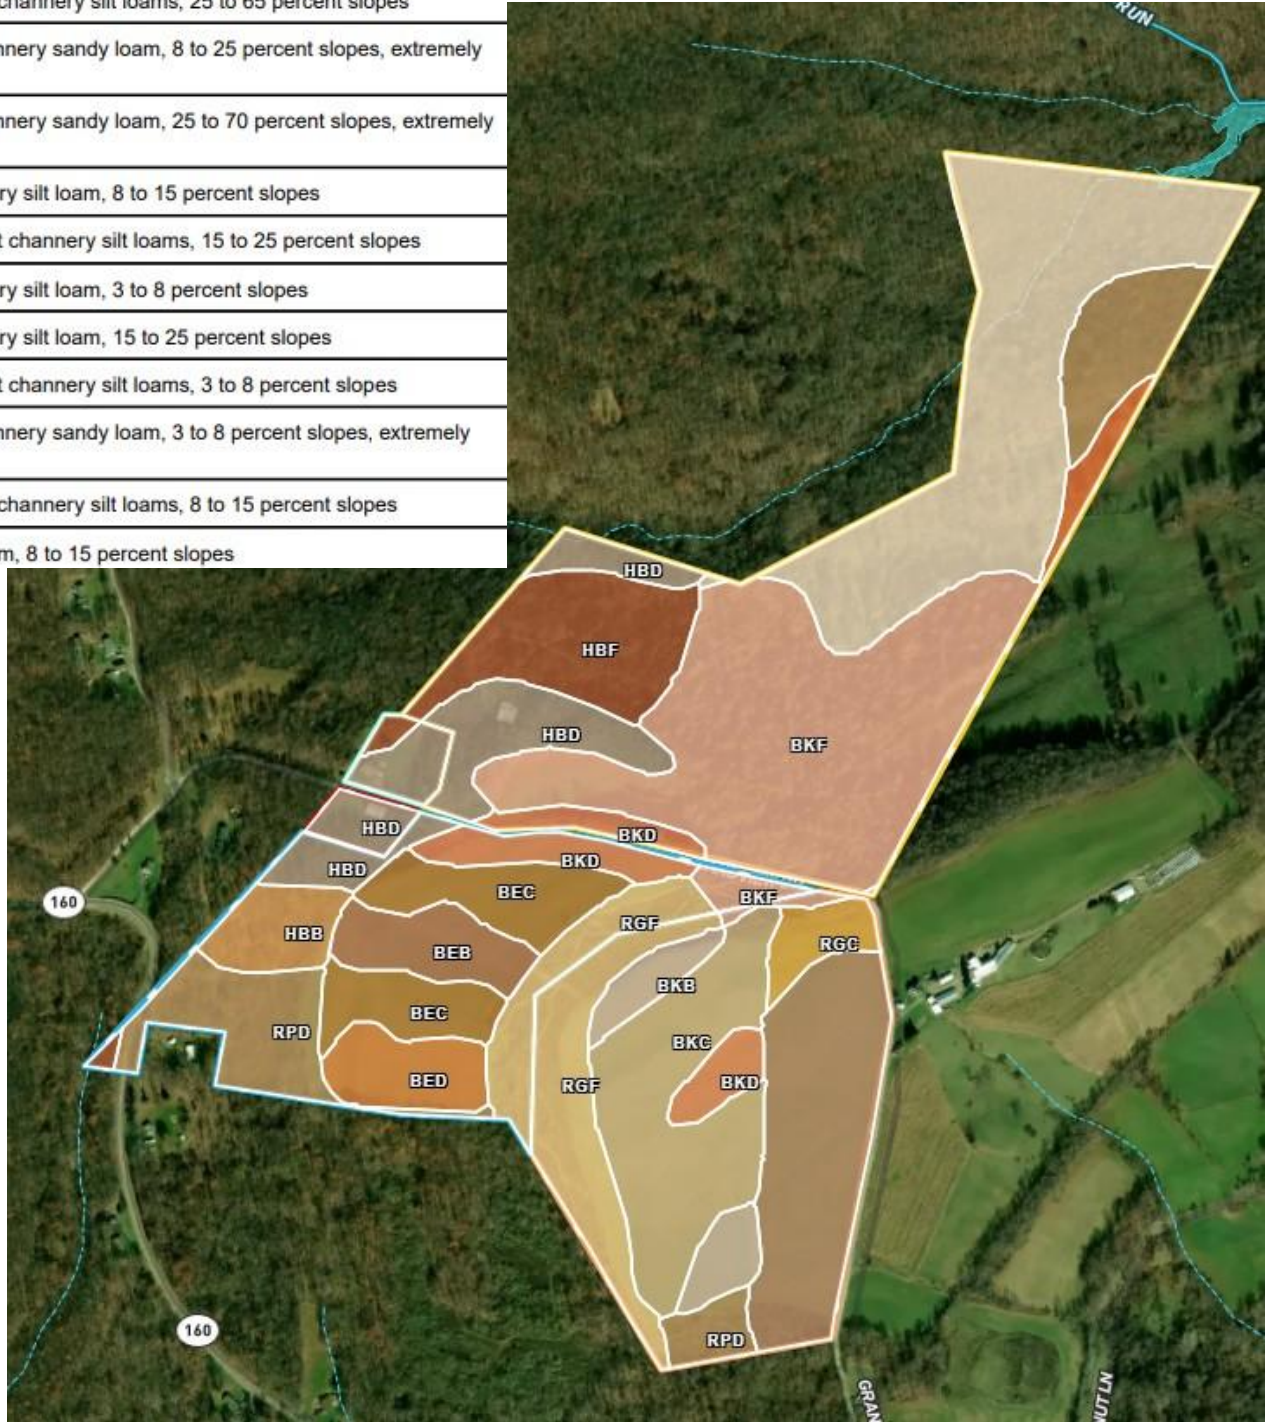 channery silt loams, 25 to 65 percent slopes
nnery sandy loam, 8 to 25 percent slopes, extremely
nnery sandy loam, 25 to 70 percent slopes, extremely
ry silt loam, 8 to 15 percent slopes
t channery silt loams, 15 to 25 percent slopes
ry silt loam, 3 to 8 percent slopes
ry silt loam, 15 to 25 percent slopes
t channery silt loams, 3 to 8 percent slopes
nnery sandy loam, 3 to 8 percent slopes, extremely
channery silt loams, 8 to 15 percent slopes
m, 8 to 15 percent slopes
RUN
HBD
HBF
HBD
BKF
HBD
BKD
BKD
HBD
BEC
BKF
160
HBB
RGF
RGC
BEB
BKB
BEC
RPD
BKC
BED
RGF
BKD
160
RPD
GRAN
UT LN